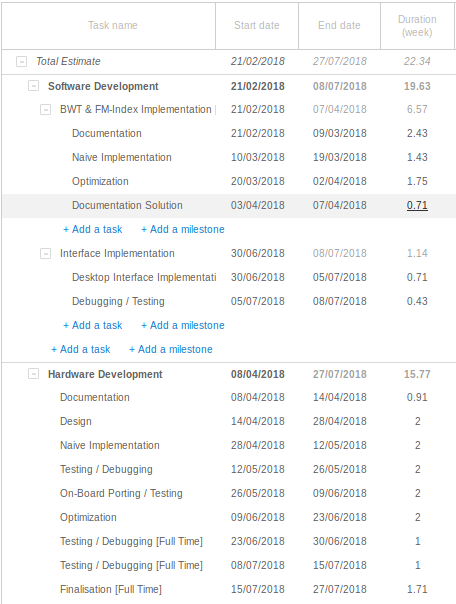 Task name Start date End date Duration (week)
Total Estimate 21/02/2018 27/07/2018 22.34
Software Development 21/02/2018 08/07/2018 19.63
BWT & FM-Index Implementation 21/02/2018 07/04/2018 6.57
Documentation 21/02/2018 09/03/2018 2.43
Naive Implementation 10/03/2018 19/03/2018 1.43
Optimization 20/03/2018 02/04/2018 1.75
Documentation Solution 03/04/2018 07/04/2018 0.71
+ Add a task + Add a milestone
Interface Implementation 30/06/2018 08/07/2018 1.14
Desktop Interface Implementati 30/06/2018 05/07/2018 0.71
Debugging / Testing 05/07/2018 08/07/2018 0.43
+ Add a task + Add a milestone
+ Add a task + Add a milestone
Hardware Development 08/04/2018 27/07/2018 15.77
Documentation 08/04/2018 14/04/2018 0.91
Design 14/04/2018 28/04/2018 2
Naive Implementation 28/04/2018 12/05/2018 2
Testing / Debugging 12/05/2018 26/05/2018 2
On-Board Porting / Testing 26/05/2018 09/06/2018 2
Optimization 09/06/2018 23/06/2018 2
Testing / Debugging [Full Time] 23/06/2018 30/06/2018 1
Testing / Debugging [Full Time] 08/07/2018 15/07/2018 1
Finalisation [Full Time] 15/07/2018 27/07/2018 1.71